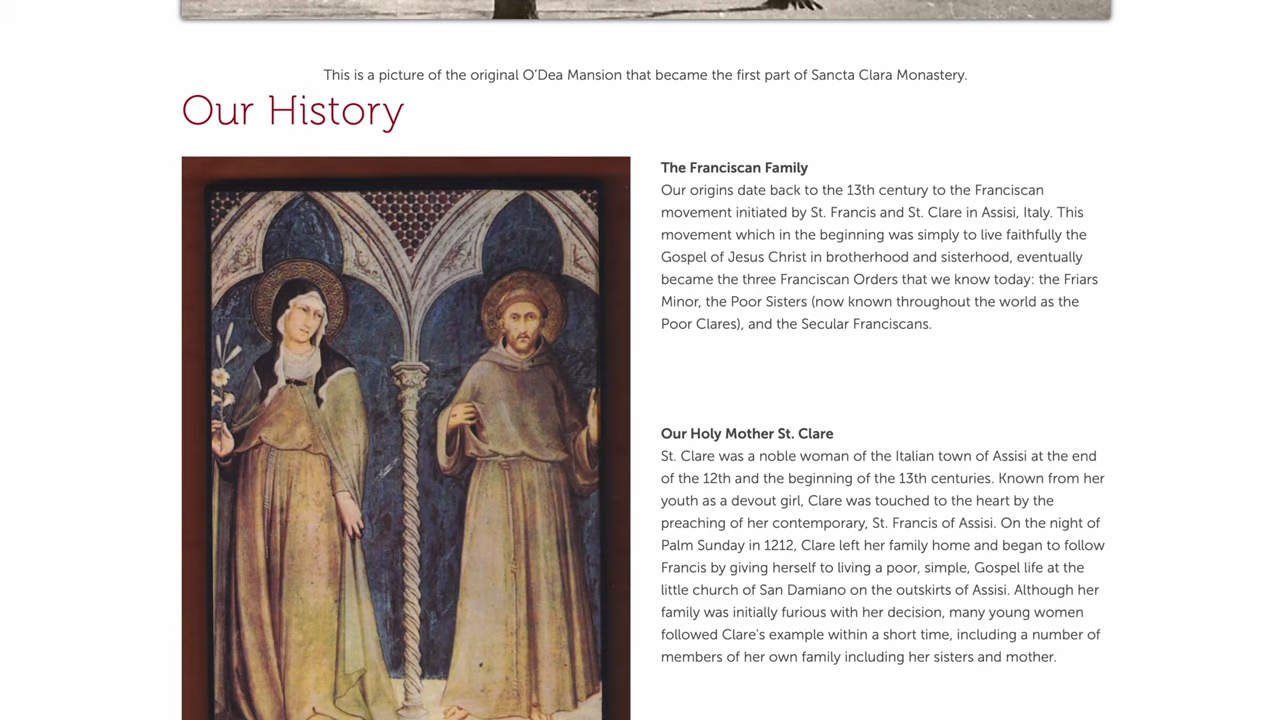 This is a picture of the original O’Dea Mansion that became the first part of Sancta Clara Monastery.
Our History
The Franciscan Family
Our origins date back to the 13th century to the Franciscan
movement initiated by St. Francis and St. Clare in Assisi, Italy. This
movement which in the beginning was simply to live faithfully the
Gospel of Jesus Christ in brotherhood and sisterhood, eventually
became the three Franciscan Orders that we know today: the Friars
Minor, the Poor Sisters (now known throughout the world as the
Poor Clares), and the Secular Franciscans.
Our Holy Mother St. Clare
St. Clare was a noble woman of the Italian town of Assisi at the end
of the 12th and the beginning of the 13th centuries. Known from her
youth as a devout girl, Clare was touched to the heart by the
preaching of her contemporary, St. Francis of Assisi. On the night of
Palm Sunday in 1212, Clare left her family home and began to follow
Francis by giving herself to living a poor, simple, Gospel life at the
little church of San Damiano on the outskirts of Assisi. Although her
family was initially furious with her decision, many young women
followed Clare's example within a short time, including a number of
members of her own family including her sisters and mother.